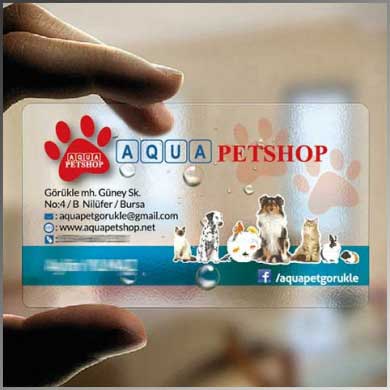 AQUA
PETSHOP
AQUA PETSHOP
Görükle mh. Güney Sk.
No:4 / B Nilüfer / Bursa
: aquapetgorukle@gmail.com
: www.aquapetshop.net
/aquapetgorukle